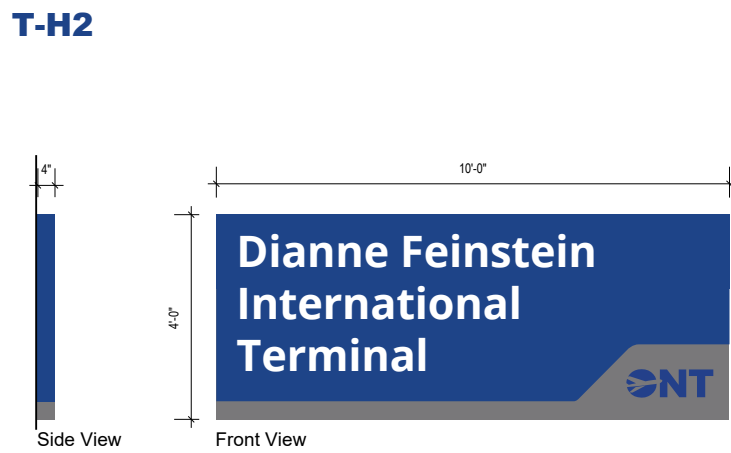 T-H2
4"
10'-0"
4'-0"
Dianne Feinstein
International
Terminal
ONT
Side View
Front View